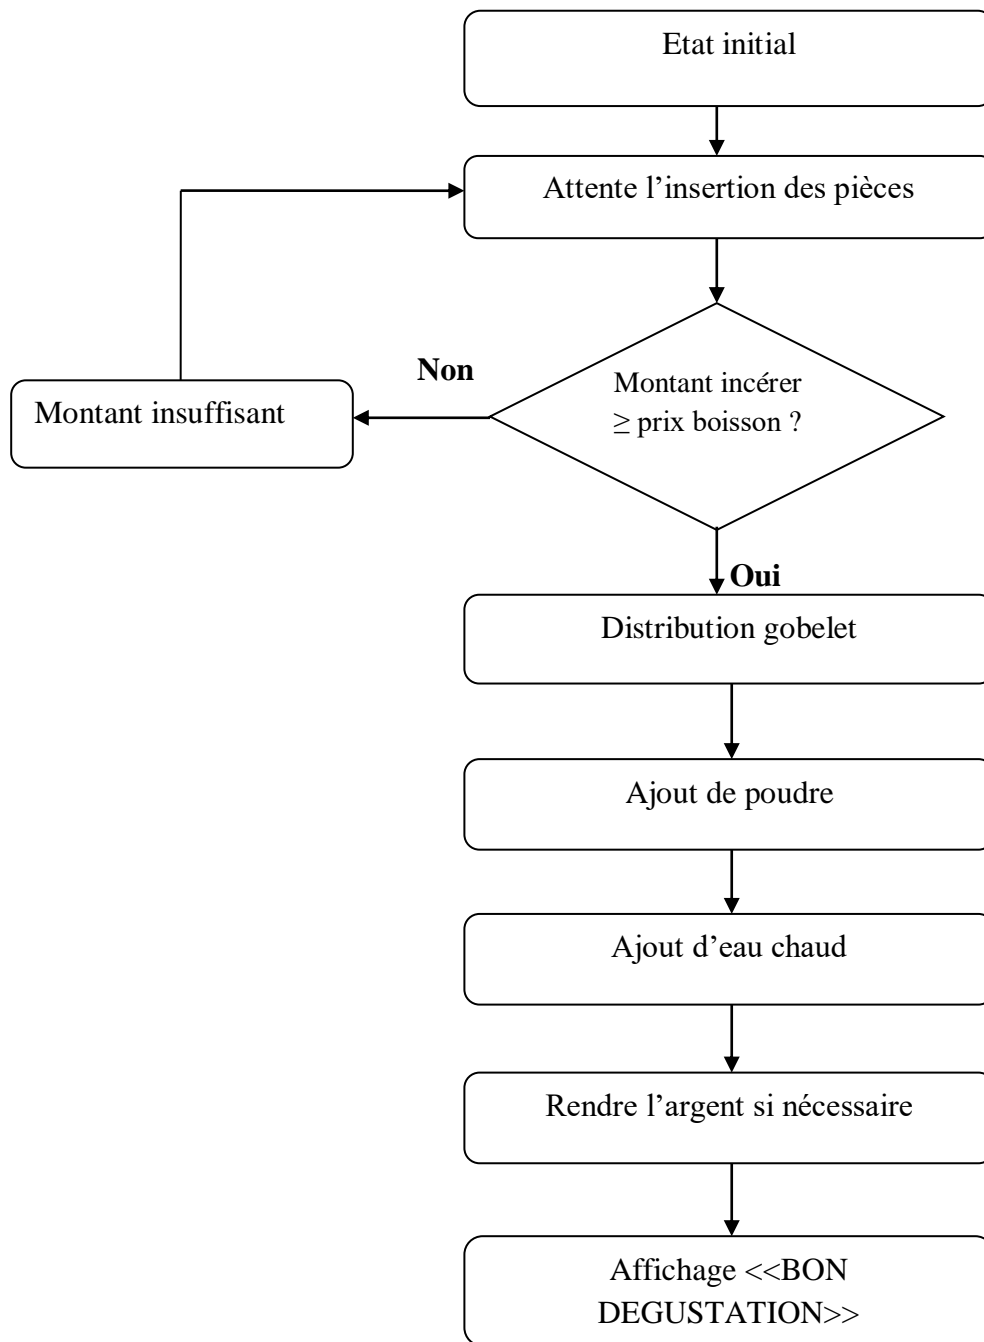 Etat initial
Attente l’insertion des pièces
Non
Montant incérer
≥ prix boisson ?
Montant insuffisant
Oui
Distribution gobelet
Ajout de poudre
Ajout d’eau chaud
Rendre l’argent si nécessaire
Affichage <<BON
DEGUSTATION>>